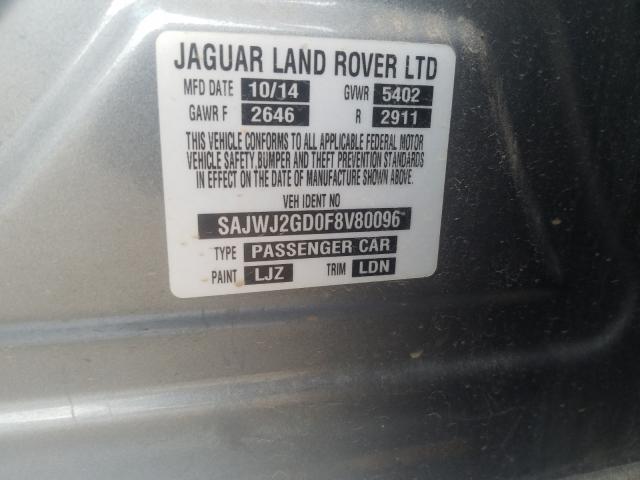 JAGUAR LAND ROVER LTD
MFD DATE 10/14 GVWR 5402
GAWR F 2646 R 2911
THIS VEHICLE CONFORMS TO ALL APPLICABLE FEDERAL MOTOR
VEHICLE SAFETY, BUMPER AND THEFT PREVENTION STANDARDS
IN EFFECT ON THE DATE OF MANUFACTURE SHOWN ABOVE.
VEH IDENT NO
SAJWJ2GD0F8V80096
TYPE PASSENGER CAR
PAINT LJZ TRIM LDN